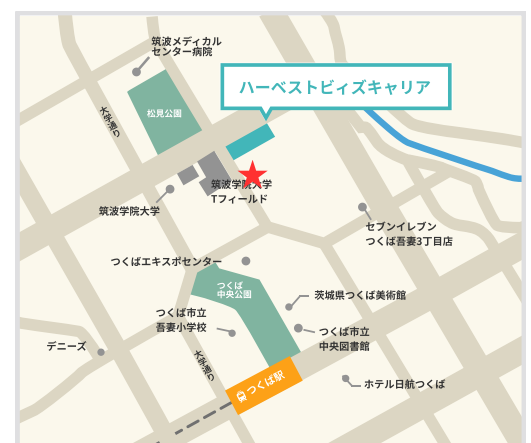 筑波メディカル
センター病院
ハーベストビィズキャリア
大学通り
松見公園
筑波学院大学
Tフィールド
筑波学院大学
セブンイレブン
つくば吾妻3丁目店
つくばエキスポセンター
つくば
中央公園
茨城県つくば美術館
つくば市立
吾妻小学校
つくば市立
中央図書館
デニーズ
大学通り
つくば駅
ホテル日航つくば